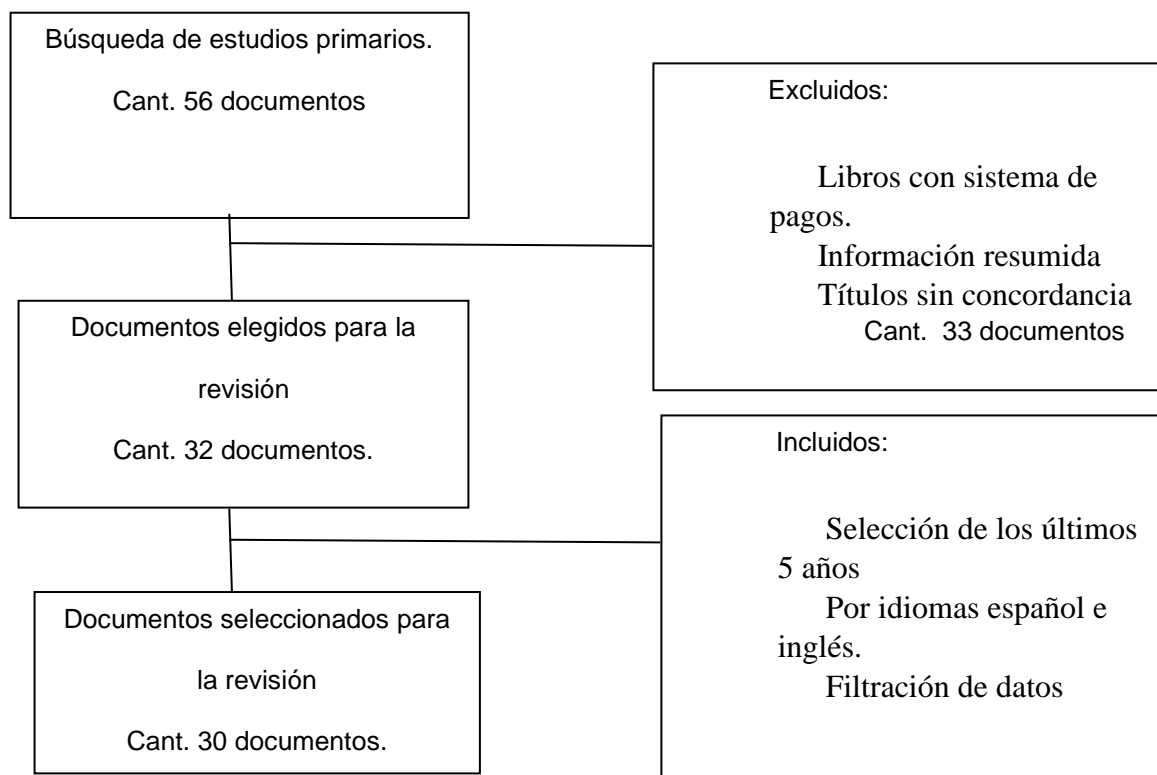 Búsqueda de estudios primarios.
Cant. 56 documentos
Excluidos:
Libros con sistema de
pagos.
Información resumida
Títulos sin concordancia
Cant. 33 documentos
Documentos elegidos para la
revisión
Cant. 32 documentos.
Incluidos:
Selección de los últimos
5 años
Por idiomas español e
inglés.
Filtración de datos
Documentos seleccionados para
la revisión
Cant. 30 documentos.